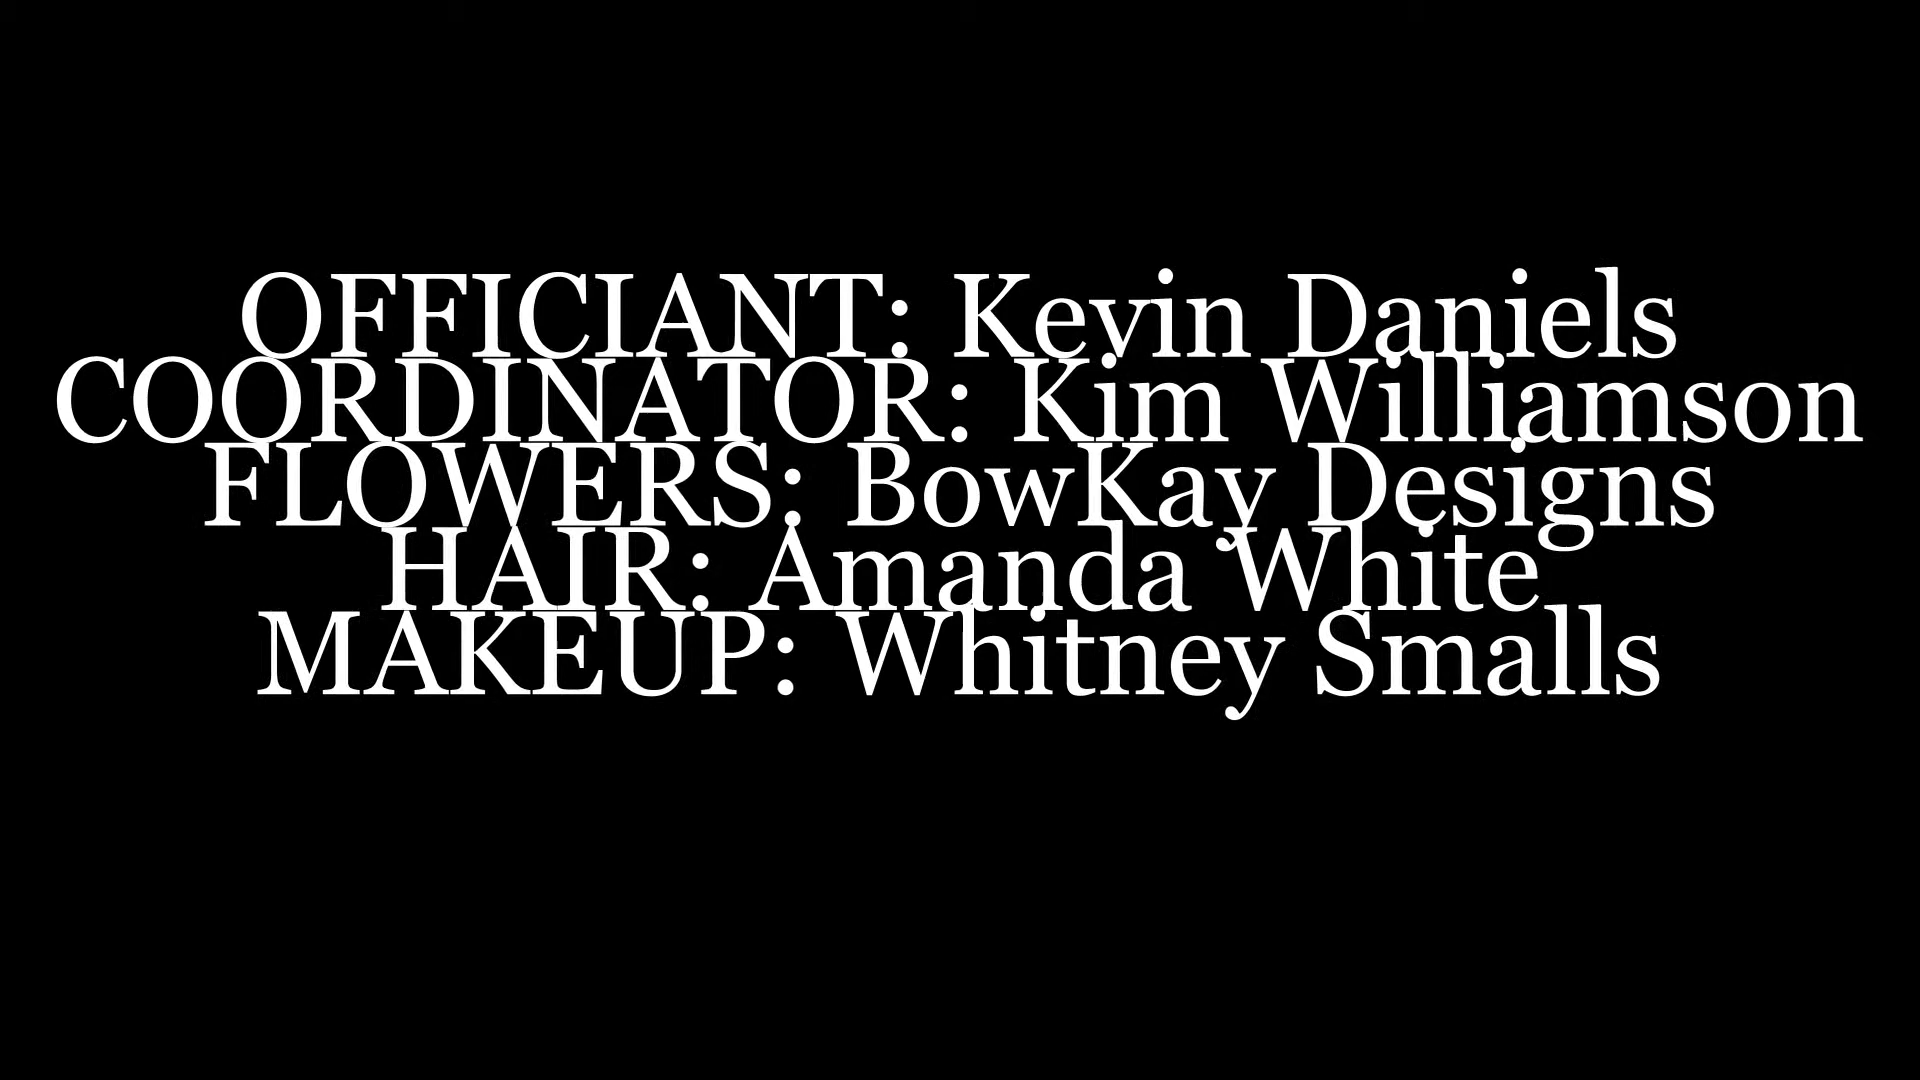 OFFICIANT: Kevin Daniels
COORDINATOR: Kim Williamson
FLOWERS: BowKay Designs
HAIR: Amanda White
MAKEUP: Whitney Smalls